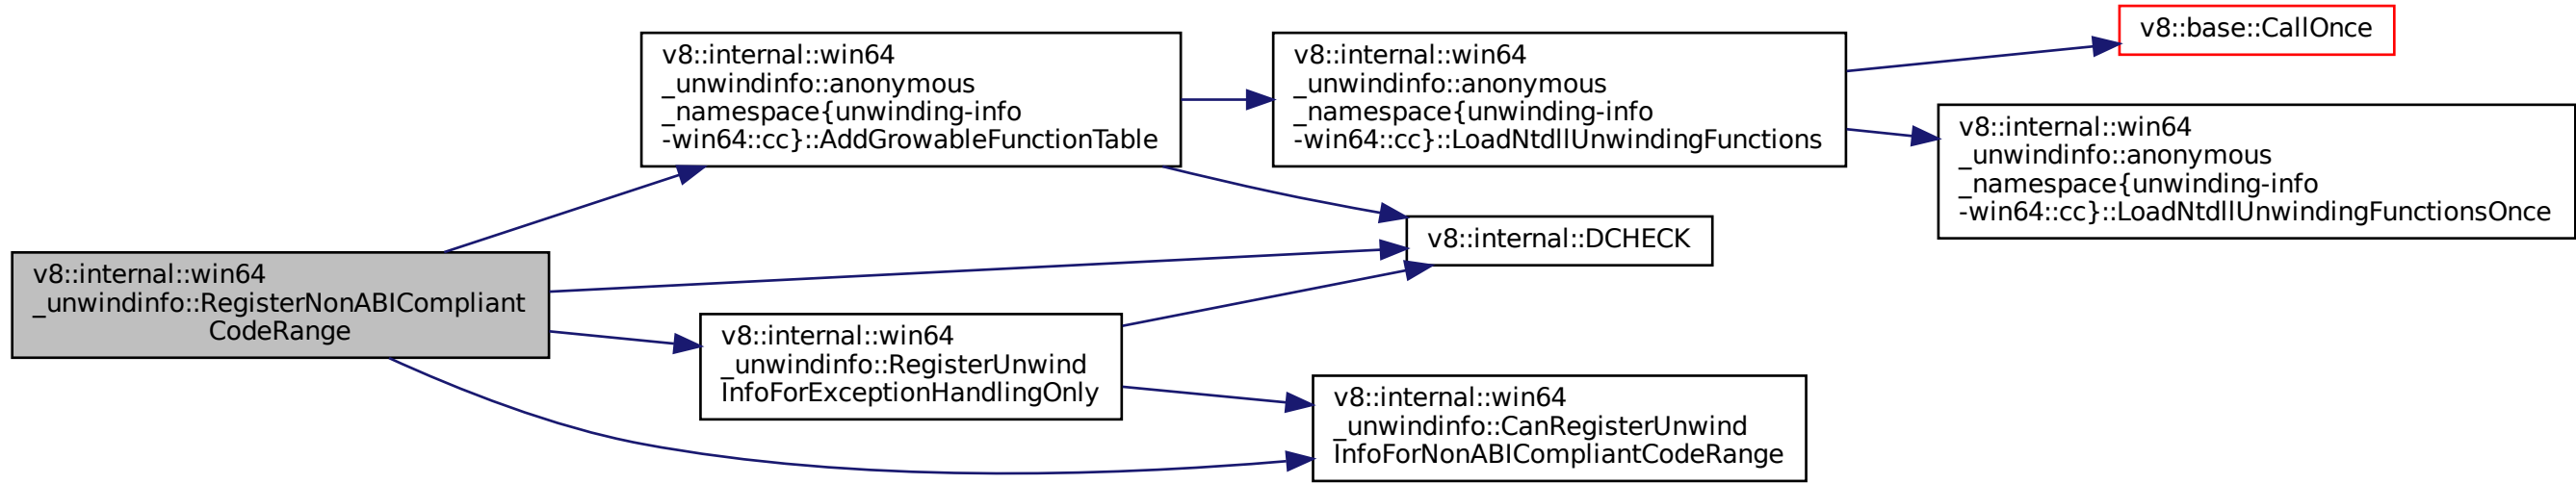 v8::internal::win64
_unwindinfo::RegisterNonABICompliant
CodeRange
v8::internal::win64
_unwindinfo::anonymous
_namespace{unwinding-info
-win64::cc}::AddGrowableFunctionTable
v8::internal::win64
_unwindinfo::anonymous
_namespace{unwinding-info
-win64::cc}::LoadNtdllUnwindingFunctions
v8::base::CallOnce
v8::internal::win64
_unwindinfo::anonymous
_namespace{unwinding-info
-win64::cc}::LoadNtdllUnwindingFunctionsOnce
v8::internal::DCHECK
v8::internal::win64
_unwindinfo::RegisterUnwind
InfoForExceptionHandlingOnly
v8::internal::win64
_unwindinfo::CanRegisterUnwind
InfoForNonABICompliantCodeRange